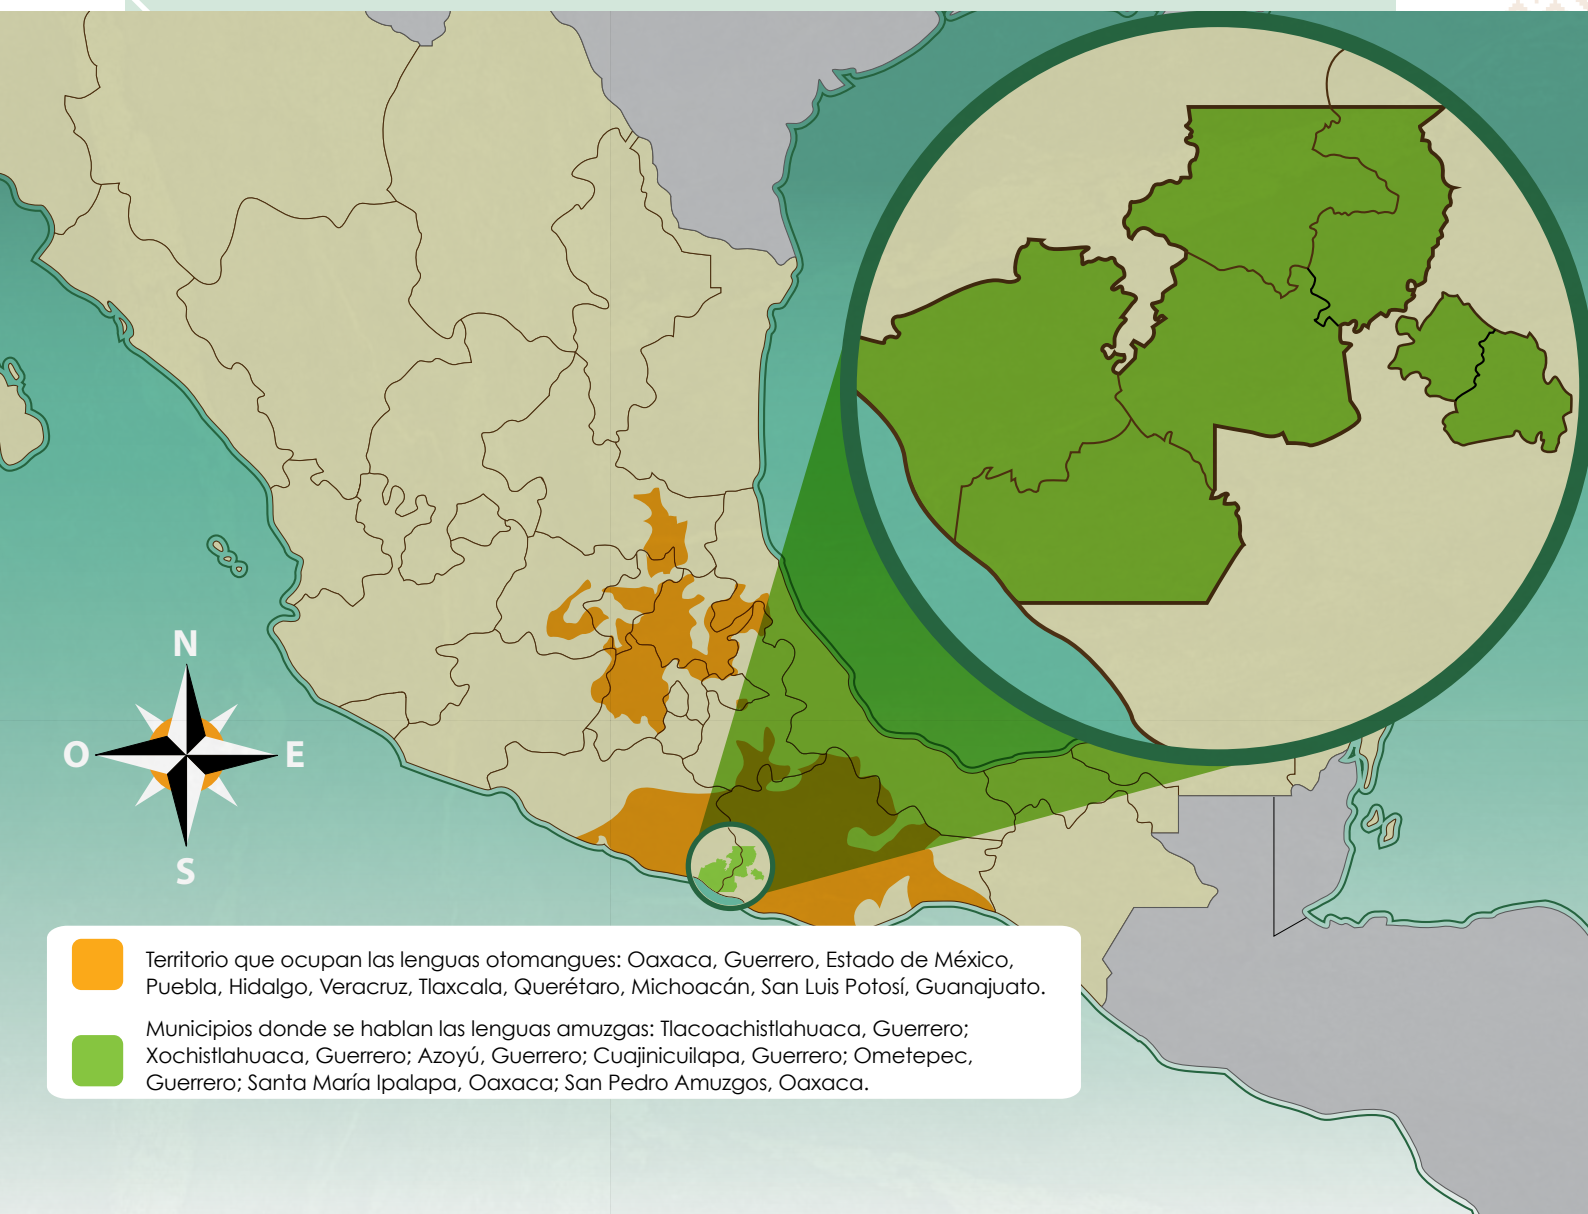 N
O
E
S
Territorio que ocupan las lenguas otomangues: Oaxaca, Guerrero, Estado de México,
Puebla, Hidalgo, Veracruz, Tlaxcala, Querétaro, Michoacán, San Luis Potosí, Guanajuato.
Municipios donde se hablan las lenguas amuzgas: Tlacoachistlahuaca, Guerrero;
Xochistlahuaca, Guerrero; Azoyú, Guerrero; Cuajinicuilapa, Guerrero; Ometepec,
Guerrero; Santa María Ipalapa, Oaxaca; San Pedro Amuzgos, Oaxaca.